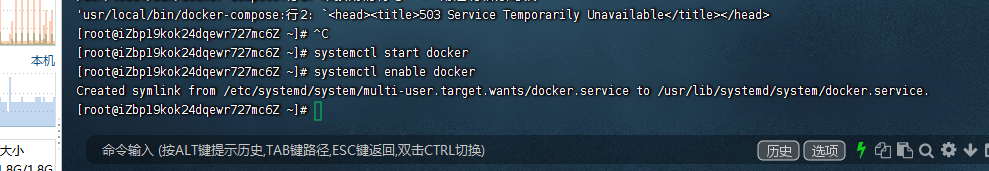 'usr/local/bin/docker-compose:行2: `<head><title>503 Service Temporarily Unavailable</title></head>
[root@iZbp19kok24dqewr727mc6Z ~]# ^C
[root@iZbp19kok24dqewr727mc6Z ~]# systemctl start docker
[root@iZbp19kok24dqewr727mc6Z ~]# systemctl enable docker
Created symlink from /etc/systemd/system/multi-user.target.wants/docker.service to /usr/lib/systemd/system/docker.service.
[root@iZbp19kok24dqewr727mc6Z ~]#
本机
命令输入 (按ALT键提示历史,TAB键路径,ESC键返回,双击CTRL切换)
历史 选项
大小
1.8G/1.8G